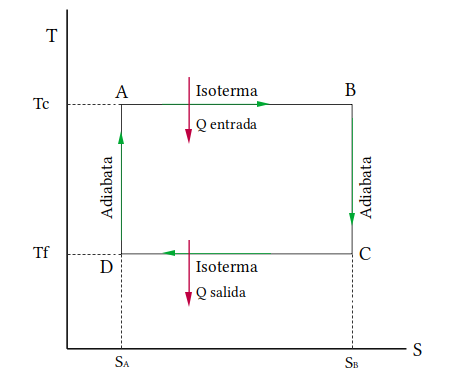 T
A
B
Isoterma
Tc
Q entrada
Adiabata
Adiabata
Tf
D
C
Isoterma
Q salida
S
SA
SB